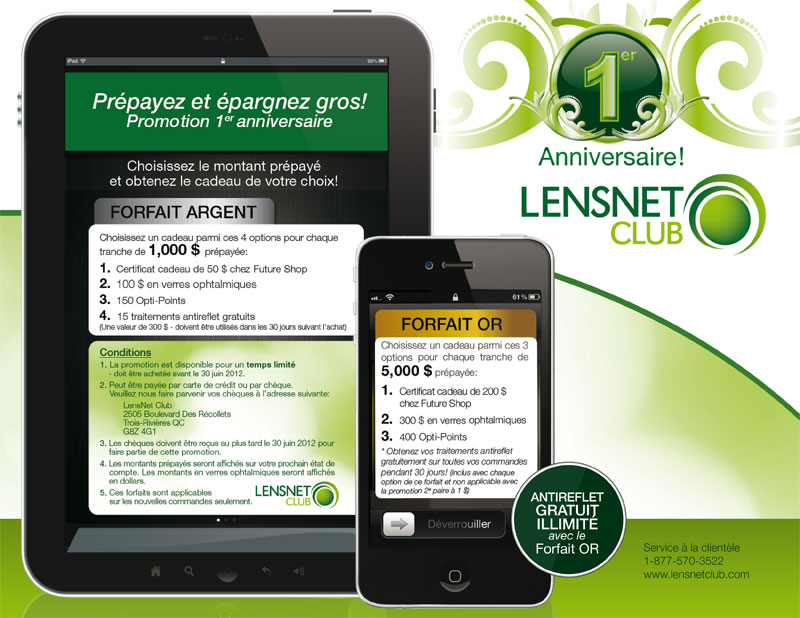 iPad
50%
Prépayez et épargnez gros!
Promotion 1er anniversaire
Choisissez le montant prépayé
et obtenez le cadeau de votre choix!
FORFAIT ARGENT
Choisissez un cadeau parmi ces 4 options pour chaque
tranche de 1,000 $ prépayée:
1. Certificat cadeau de 50 $ chez Future Shop
2. 100 $ en verres ophtalmiques
3. 150 Opti-Points
4. 15 traitements antireflet gratuits
(Une valeur de 300 $ - doivent être utilisés dans les 30 jours suivant l'achat)
Conditions
1. La promotion est disponible pour un temps limité
- doit être achetée avant le 30 juin 2012.
2. Peut être payée par carte de crédit ou par chèque.
Veuillez nous faire parvenir vos chèques à l'adresse suivante:
LensNet Club
2505 Boulevard Des Récollets
Trois-Rivières QC
G8Z 4G1
3. Les chèques doivent être reçus au plus tard le 30 juin 2012 pour
faire partie de cette promotion.
4. Les montants prépayés seront affichés sur votre prochain état de
compte. Les montants en verres ophtalmiques seront affichés
en dollars.
5. Ces forfaits sont applicables
sur les nouvelles commandes seulement.
LENSNET
CLUB
61%
FORFAIT OR
Choisissez un cadeau parmi ces 3
options pour chaque tranche de
5,000 $ prépayée:
1. Certificat cadeau de 200 $
chez Future Shop
2. 300 $ en verres ophtalmiques
3. 400 Opti-Points
* Obtenez vos traitements antireflet
gratuitement sur toutes vos commandes
pendant 30 jours! (inclus avec chaque
option de ce forfait et non applicable avec
la promotion 2e paire à 1 $)
Déverrouiller
1er
Anniversaire!
LENSNET
CLUB
ANTIREFLET
GRATUIT
ILLIMITÉ
avec le
Forfait OR
Service à la clientèle
1-877-570-3522
www.lensnetclub.com